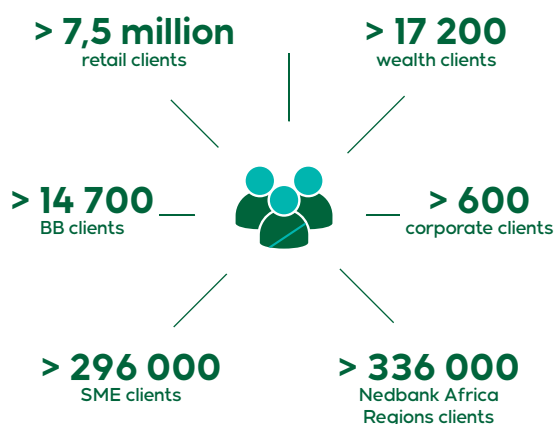 > 7,5 million
retail clients
> 17 200
wealth clients
> 14 700
BB clients
> 600
corporate clients
> 296 000
SME clients
> 336 000
Nedbank Africa
Regions clients